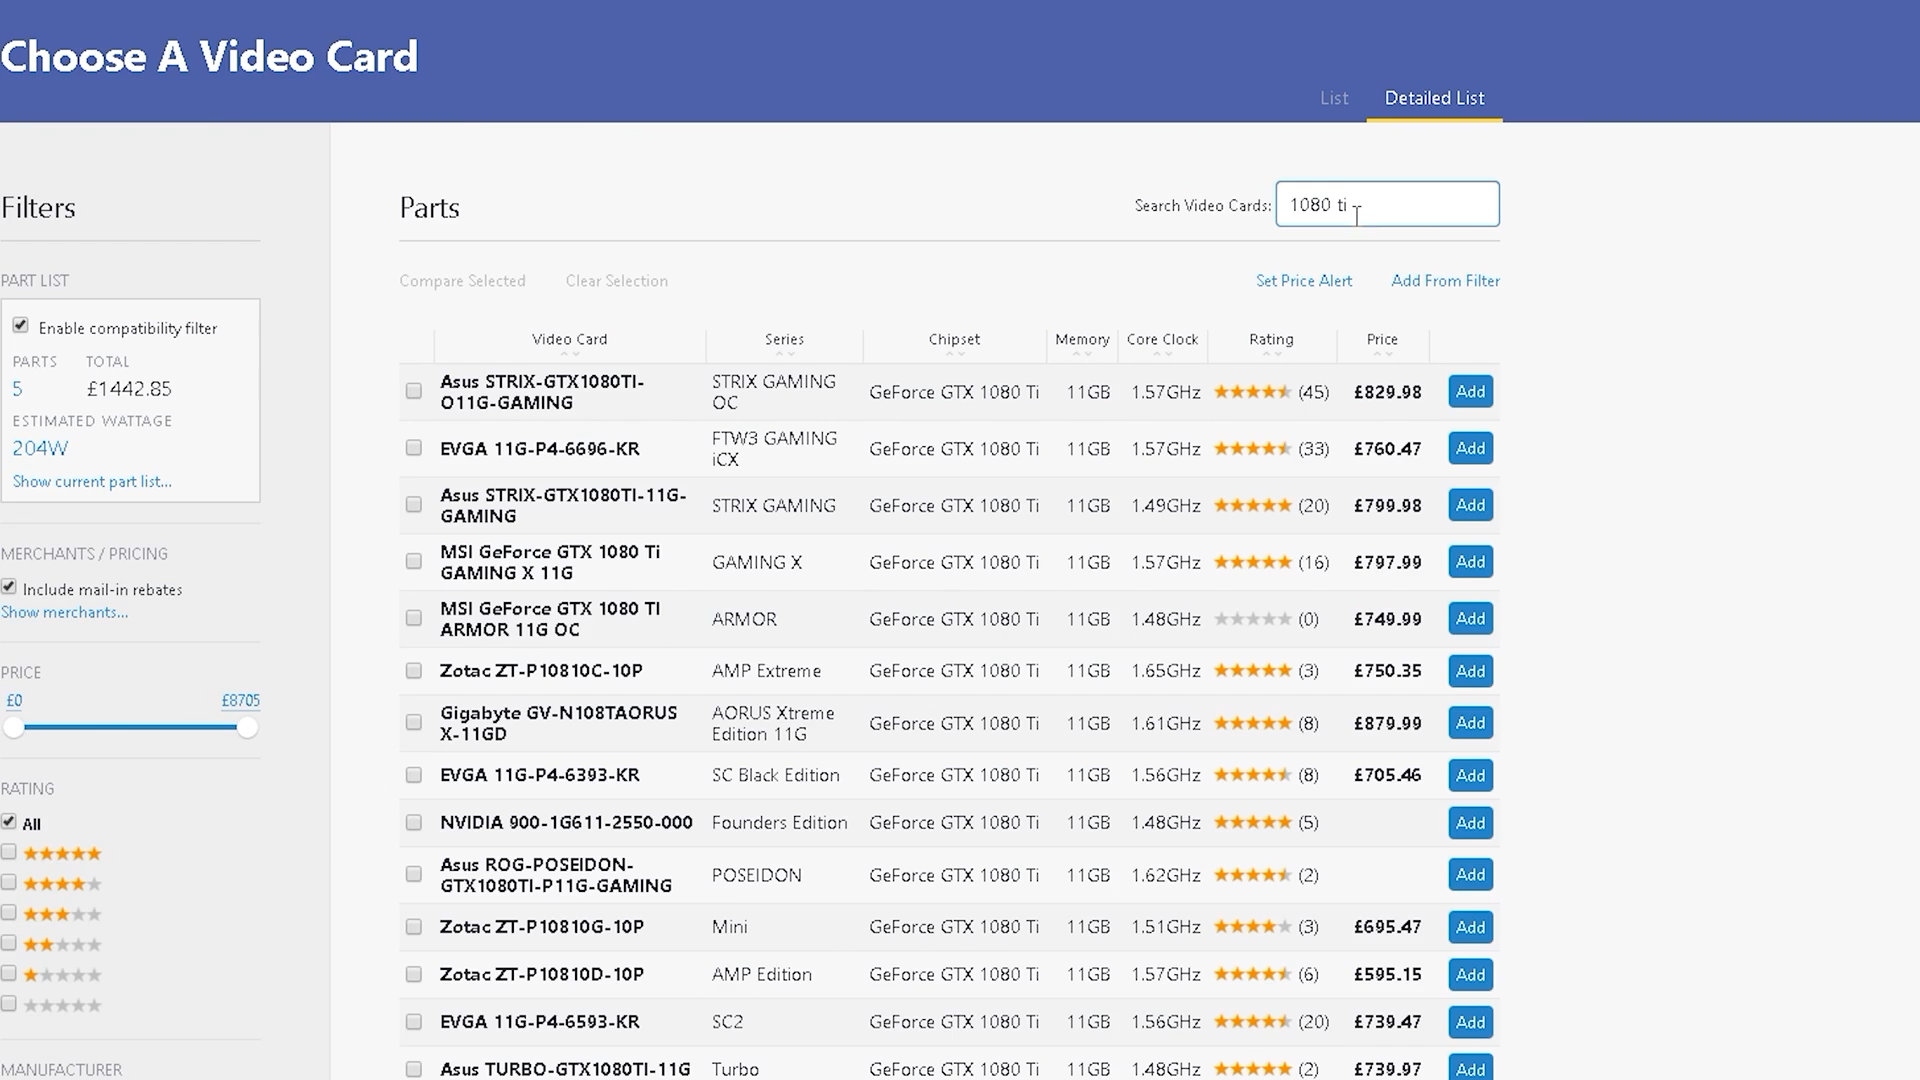 Choose A Video Card
List
Detailed List
Filters
Parts
Search Video Cards: 1080 ti -
PART LIST
Compare Selected
Clear Selection
Set Price Alert
Add From Filter
Enable compatibility filter
PARTS TOTAL
5 £1442.85
ESTIMATED WATTAGE
204W
Show current part list...
MERCHANTS / PRICING
Include mail-in rebates
Show merchants...
PRICE
£0 £8705
RATING
All
MANUFACTURER
Video Card Series Chipset Memory Core Clock Rating Price
Asus STRIX-GTX1080TI-
O11G-GAMING
STRIX GAMING
OC
GeForce GTX 1080 Ti 11GB 1.57GHz (45) £829.98 Add
EVGA 11G-P4-6696-KR
FTW3 GAMING
iCX
GeForce GTX 1080 Ti 11GB 1.57GHz (33) £760.47 Add
Asus STRIX-GTX1080TI-11G-
GAMING
STRIX GAMING GeForce GTX 1080 Ti 11GB 1.49GHz (20) £799.98 Add
MSI GeForce GTX 1080 Ti
GAMING X 11G
GAMING X GeForce GTX 1080 Ti 11GB 1.57GHz (16) £797.99 Add
MSI GeForce GTX 1080 TI
ARMOR 11G OC
ARMOR GeForce GTX 1080 Ti 11GB 1.48GHz (0) £749.99 Add
Zotac ZT-P10810C-10P AMP Extreme GeForce GTX 1080 Ti 11GB 1.65GHz (3) £750.35 Add
Gigabyte GV-N108TAORUS
X-11GD
AORUS Xtreme
Edition 11G
GeForce GTX 1080 Ti 11GB 1.61GHz (8) £879.99 Add
EVGA 11G-P4-6393-KR SC Black Edition GeForce GTX 1080 Ti 11GB 1.56GHz (8) £705.46 Add
NVIDIA 900-1G611-2550-000 Founders Edition GeForce GTX 1080 Ti 11GB 1.48GHz (5) Add
Asus ROG-POSEIDON-
GTX1080TI-P11G-GAMING
POSEIDON GeForce GTX 1080 Ti 11GB 1.62GHz (2) Add
Zotac ZT-P10810G-10P Mini GeForce GTX 1080 Ti 11GB 1.51GHz (3) £695.47 Add
Zotac ZT-P10810D-10P AMP Edition GeForce GTX 1080 Ti 11GB 1.57GHz (6) £595.15 Add
EVGA 11G-P4-6593-KR SC2 GeForce GTX 1080 Ti 11GB 1.56GHz (20) £739.47 Add
Asus TURBO-GTX1080TI-11G Turbo GeForce GTX 1080 Ti 11GB 1.48GHz (2) £739.97 Add